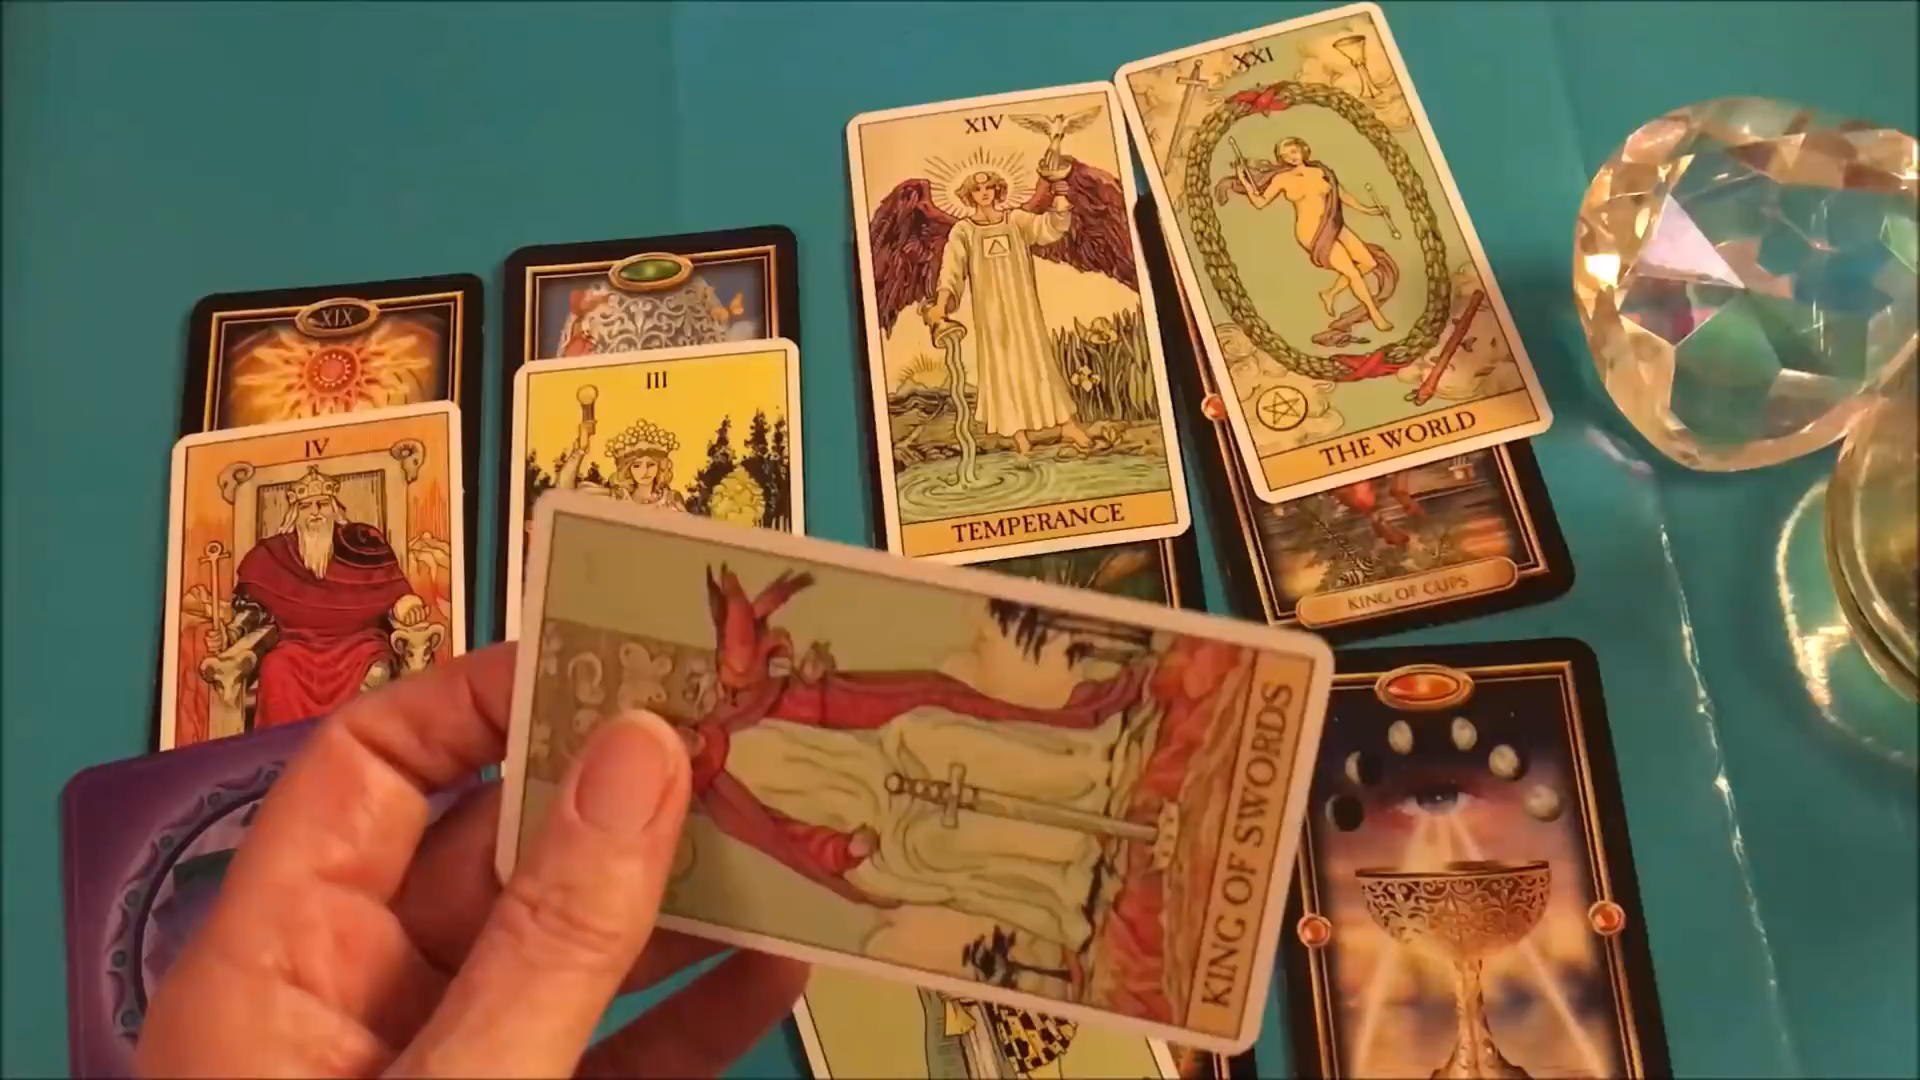 XXI
XIV
XIX
III
IV
THE WORLD
TEMPERANCE
KING OF CUPS
KING OF SWORDS